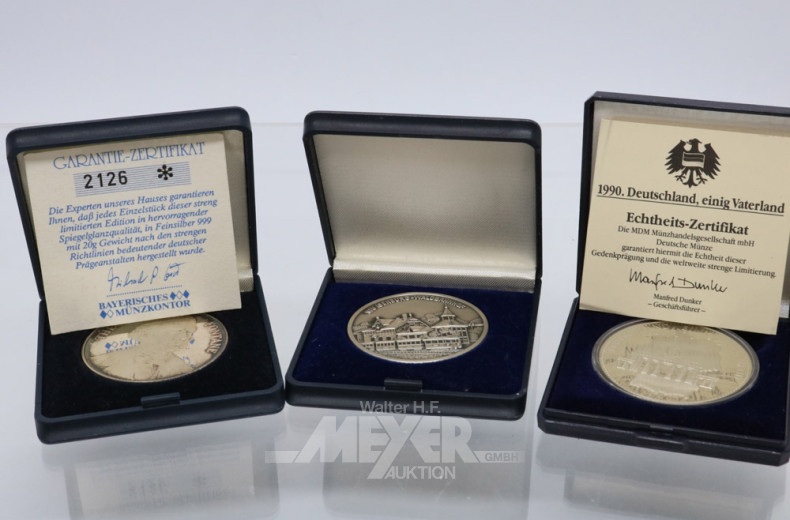 GARANTIE-ZERTIFIKAT
2126 *
Die Experten unseres Hauses garantieren
Ihnen, daß jedes Einzelstück dieser streng
limitierten Edition in hervorragender
Spiegelglanzqualität, in Feinsilber 999
mit 20g Gewicht nach den strengen
Richtlinien bedeutender deutscher
Prägeanstalten hergestellt wurde.
BAYERISCHES
MÜNZKONTOR
1990. Deutschland, einig Vaterland
Echtheits-Zertifikat
Die MDM Münzhandelsgesellschaft mbH
Deutsche Münze
garantiert hiermit die Echtheit dieser
Gedenkprägung und die weltweite strenge Limitierung.
Manfred Dunker
Manfred Dunker
– Geschäftsführer –
Walter H.F.
MEYER
GMBH
AUKTION